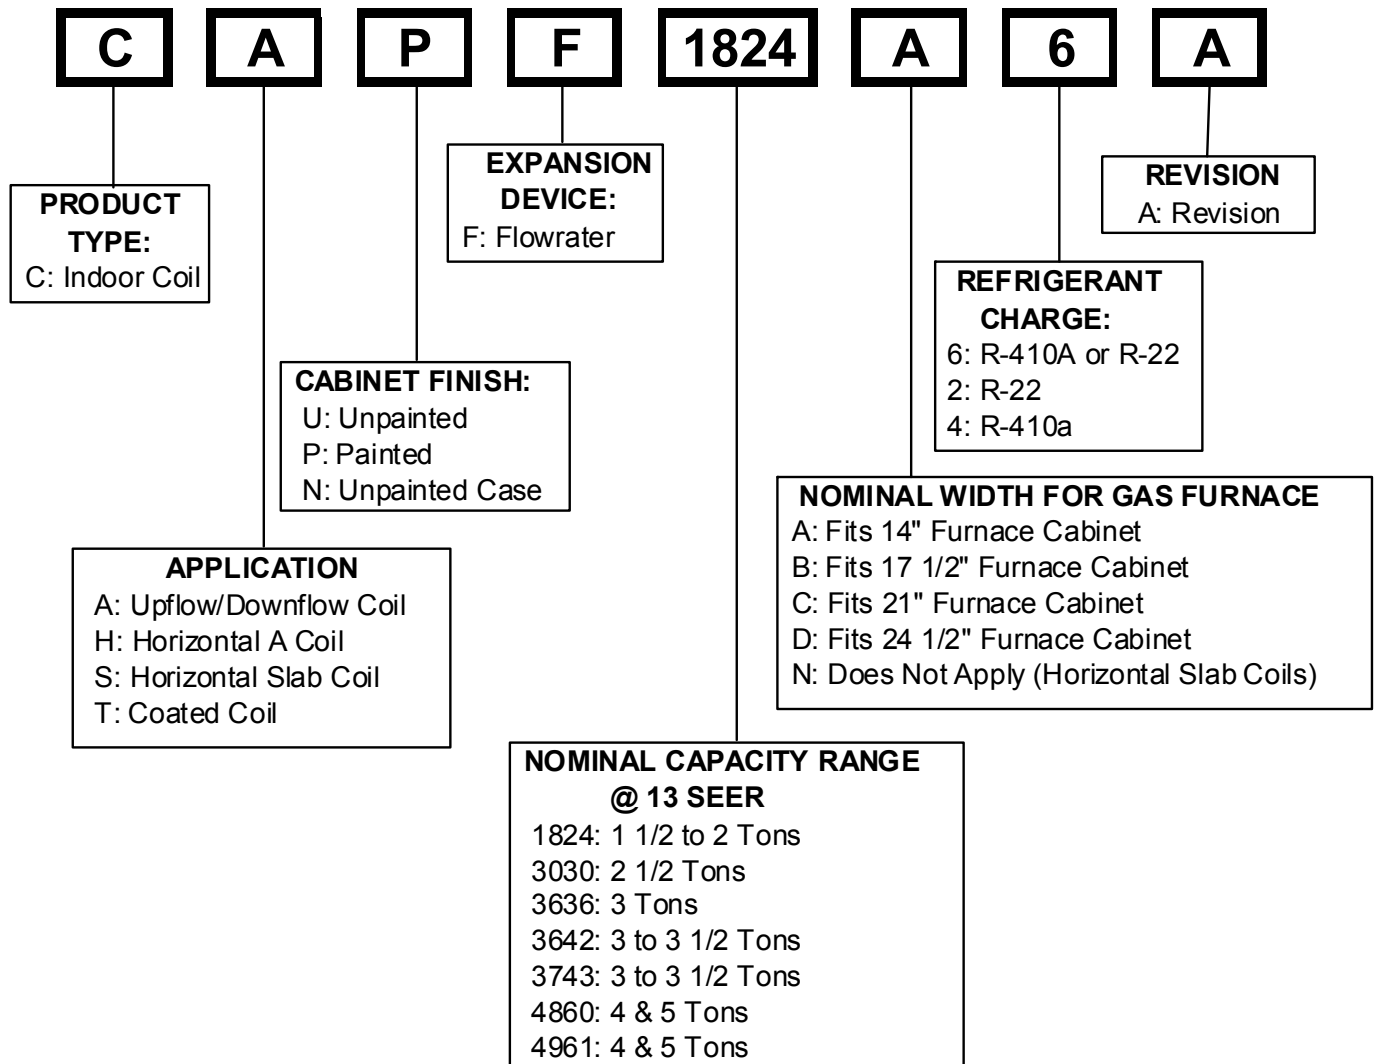 C A P F 1824 A 6 A
PRODUCT
TYPE:
C: Indoor Coil
EXPANSION
DEVICE:
F: Flowrater
REVISION
A: Revision
REFRIGERANT
CHARGE:
6: R-410A or R-22
2: R-22
4: R-410a
CABINET FINISH:
U: Unpainted
P: Painted
N: Unpainted Case
NOMINAL WIDTH FOR GAS FURNACE
A: Fits 14" Furnace Cabinet
B: Fits 17 1/2" Furnace Cabinet
C: Fits 21" Furnace Cabinet
D: Fits 24 1/2" Furnace Cabinet
N: Does Not Apply (Horizontal Slab Coils)
APPLICATION
A: Upflow/Downflow Coil
H: Horizontal A Coil
S: Horizontal Slab Coil
T: Coated Coil
NOMINAL CAPACITY RANGE
@ 13 SEER
1824: 1 1/2 to 2 Tons
3030: 2 1/2 Tons
3636: 3 Tons
3642: 3 to 3 1/2 Tons
3743: 3 to 3 1/2 Tons
4860: 4 & 5 Tons
4961: 4 & 5 Tons